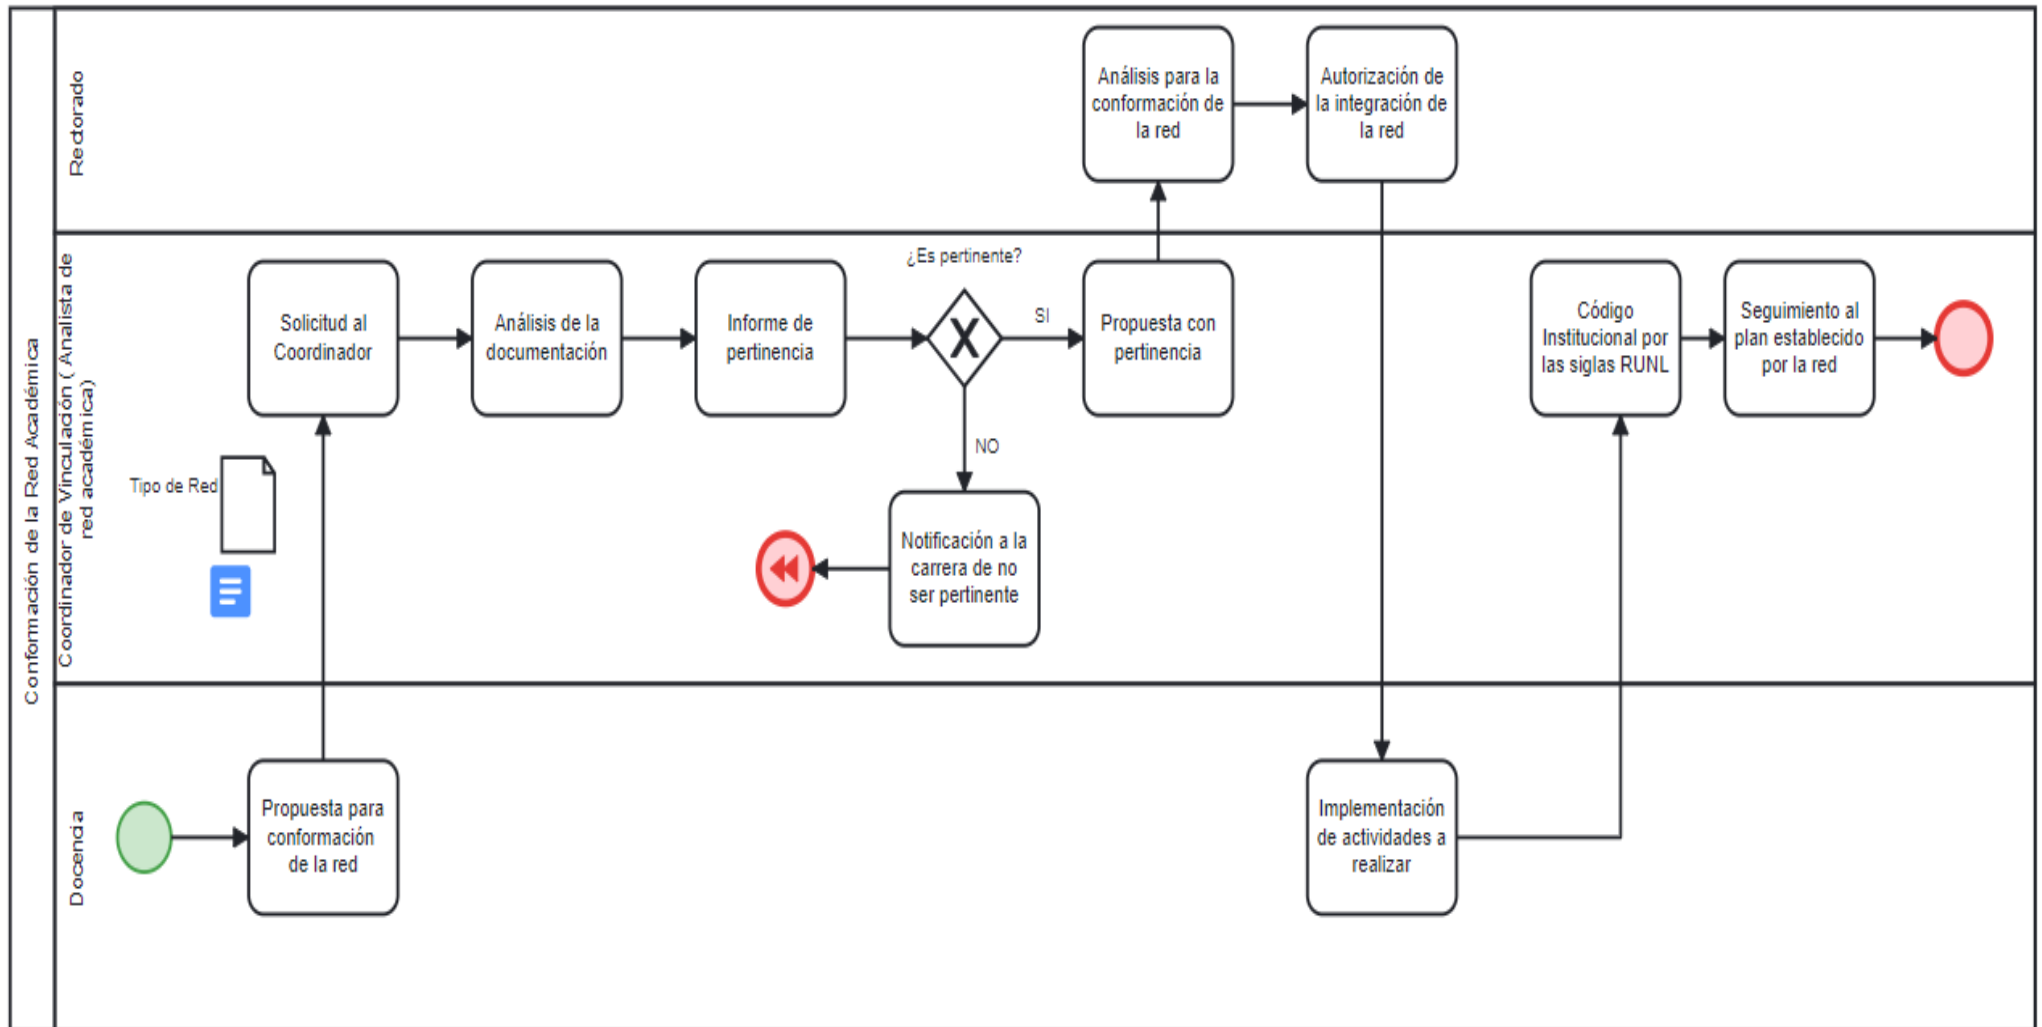 Conformación de la Red Académica
Rectorado
Análisis para la
conformación de
la red
Autorización de
la integración de
la red
Coordinador de Vinculación ( Analista de
red académica)
Solicitud al
Coordinador
Análisis de la
documentación
Informe de
pertinencia
¿Es pertinente?
SI
NO
Propuesta con
pertinencia
Código
Institucional por
las siglas RUNL
Seguimiento al
plan establecido
por la red
Tipo de Red
Notificación a la
carrera de no
ser pertinente
Docencia
Propuesta para
conformación
de la red
Implementación
de actividades a
realizar